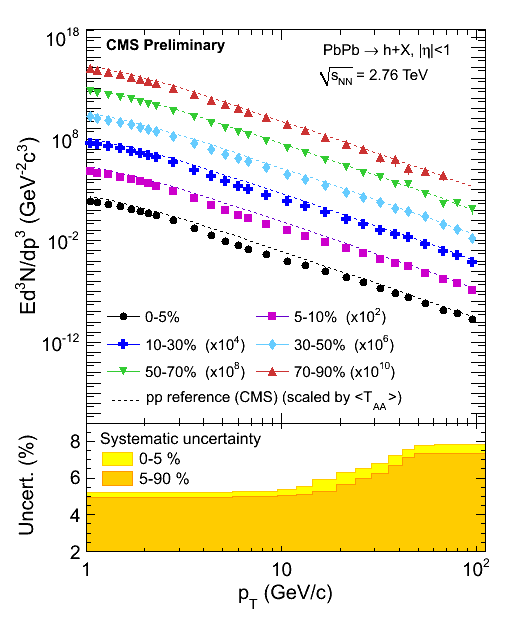 CMS Preliminary
PbPb → h+X, |η|<1
√s_NN = 2.76 TeV
10^18
10^8
10^-2
10^-12
Ed^3N/dp^3 (GeV^-2c^3)
0-5%
5-10% (x10^2)
10-30% (x10^4)
30-50% (x10^6)
50-70% (x10^8)
70-90% (x10^10)
pp reference (CMS) (scaled by <T_AA>)
Systematic uncertainty
0-5 %
5-90 %
Uncert. (%)
8
6
4
2
1
10
10^2
p_T (GeV/c)